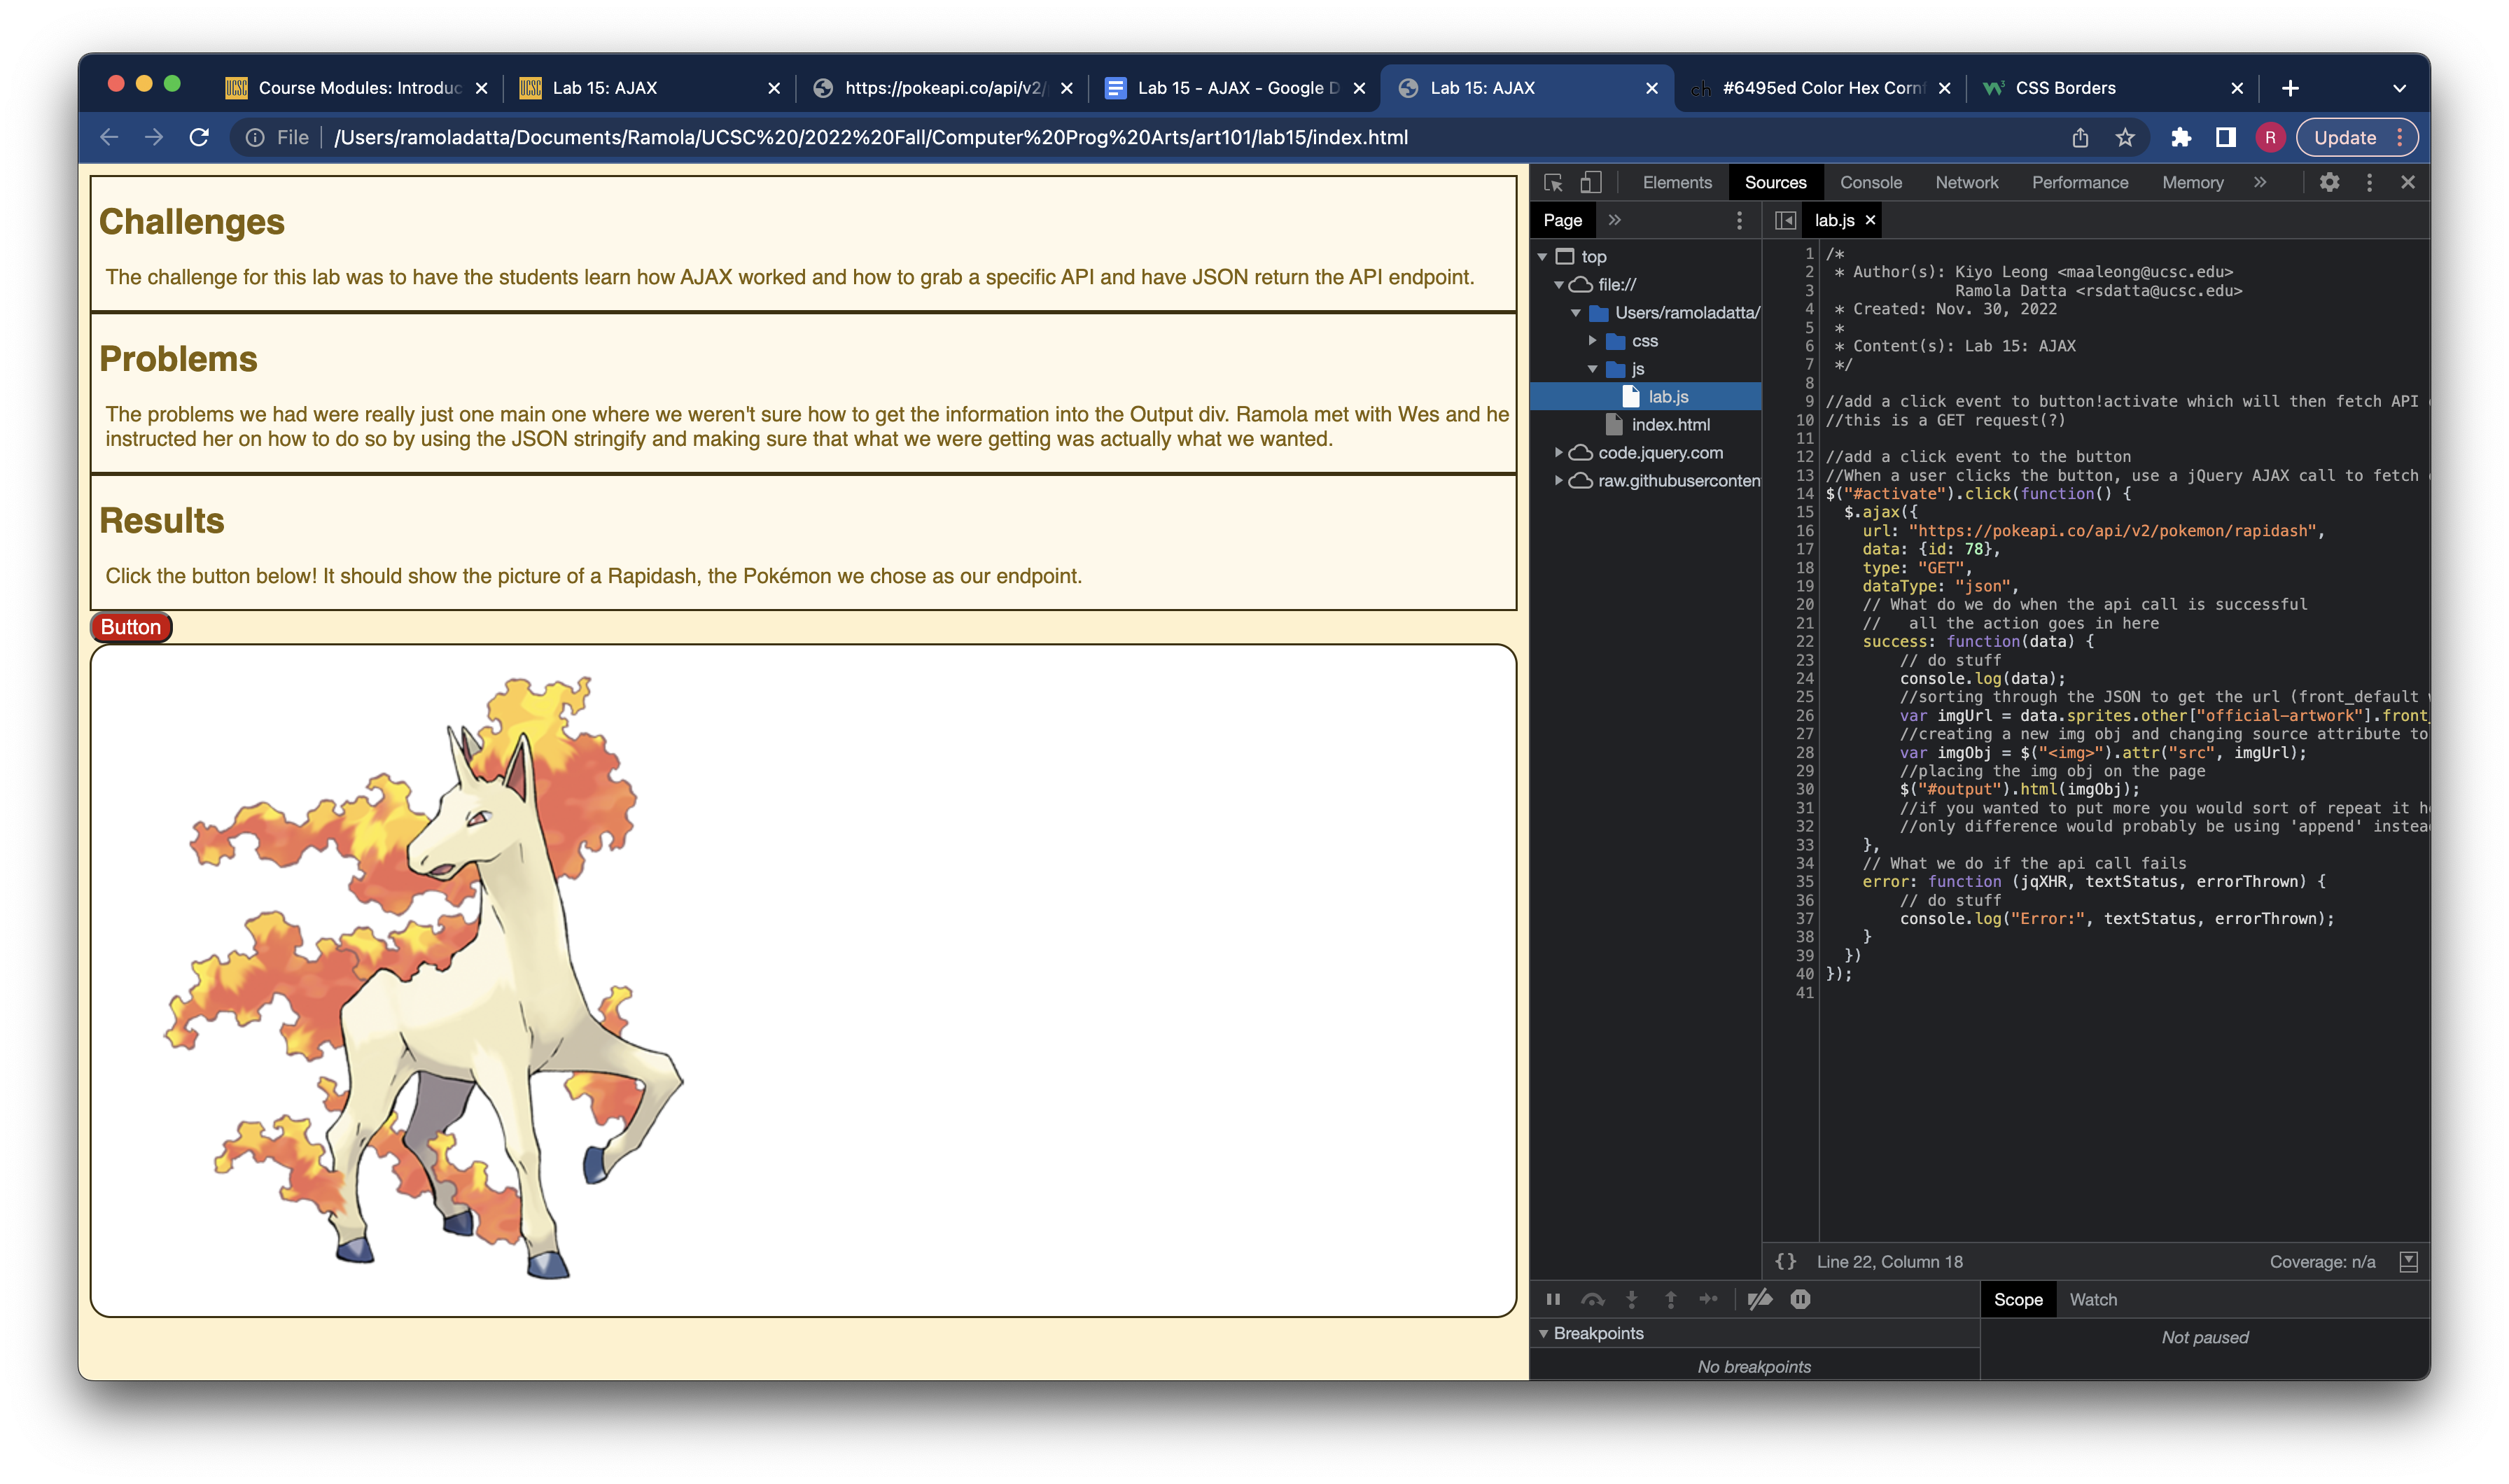 Course Modules: Introduc
Lab 15: AJAX
https://pokeapi.co/api/v2/
Lab 15 - AJAX - Google D
Lab 15: AJAX
ch
#6495ed Color Hex Cornf
CSS Borders
File
/Users/ramoladatta/Documents/Ramola/UCSC%20/2022%20Fall/Computer%20Prog%20Arts/art101/lab15/index.html
R
Update
Challenges
The challenge for this lab was to have the students learn how AJAX worked and how to grab a specific API and have JSON return the API endpoint.
Problems
The problems we had were really just one main one where we weren't sure how to get the information into the Output div. Ramola met with Wes and he
instructed her on how to do so by using the JSON stringify and making sure that what we were getting was actually what we wanted.
Results
Click the button below! It should show the picture of a Rapidash, the Pokémon we chose as our endpoint.
Button
Elements Sources Console Network Performance Memory
Page
top
file://
Users/ramoladatta/
css
js
lab.js
index.html
code.jquery.com
raw.githubuserconten
lab.js
1 /*
2 * Author(s): Kiyo Leong <maaleong@ucsc.edu>
3 Ramola Datta <rsdatta@ucsc.edu>
4 * Created: Nov. 30, 2022
5 *
6 * Content(s): Lab 15: AJAX
7 */
8
9 //add a click event to button!activate which will then fetch API
10 //this is a GET request(?)
11
12 //add a click event to the button
13 //When a user clicks the button, use a jQuery AJAX call to fetch
14 $("#activate").click(function() {
15 $.ajax({
16 url: "https://pokeapi.co/api/v2/pokemon/rapidash",
17 data: {id: 78},
18 type: "GET",
19 dataType: "json",
20 // What do we do when the api call is successful
21 // all the action goes in here
22 success: function(data) {
23 // do stuff
24 console.log(data);
25 //sorting through the JSON to get the url (front_default
26 var imgUrl = data.sprites.other["official-artwork"].front_
27 //creating a new img obj and changing source attribute to
28 var imgObj = $("<img>").attr("src", imgUrl);
29 //placing the img obj on the page
30 $("#output").html(imgObj);
31 //if you wanted to put more you would sort of repeat it he
32 //only difference would probably be using 'append' instea
33 },
34 // What we do if the api call fails
35 error: function (jqXHR, textStatus, errorThrown) {
36 // do stuff
37 console.log("Error:", textStatus, errorThrown);
38 }
39 })
40 });
41
{} Line 22, Column 18
Coverage: n/a
Scope Watch
Breakpoints
No breakpoints
Not paused